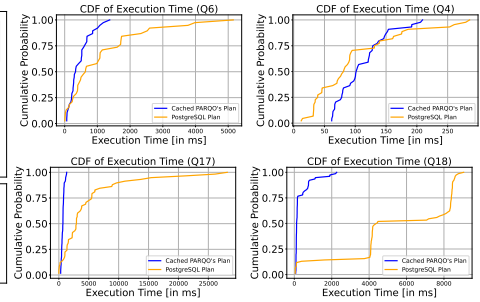 CDF of Execution Time (Q6)
Cumulative Probability
1.00
0.75
0.50
0.25
0.00
Cached PARQO's Plan
PostgreSQL Plan
0 1000 2000 3000 4000 5000
Execution Time [in ms]
CDF of Execution Time (Q4)
Cumulative Probability
1.00
0.75
0.50
0.25
0.00
Cached PARQO's Plan
PostgreSQL Plan
0 50 100 150 200 250
Execution Time [in ms]
CDF of Execution Time (Q17)
Cumulative Probability
1.00
0.75
0.50
0.25
0.00
Cached PARQO's Plan
PostgreSQL Plan
0 5000 10000 15000 20000 25000
Execution Time [in ms]
CDF of Execution Time (Q18)
Cumulative Probability
1.00
0.75
0.50
0.25
0.00
Cached PARQO's Plan
PostgreSQL Plan
0 2000 4000 6000 8000
Execution Time [in ms]